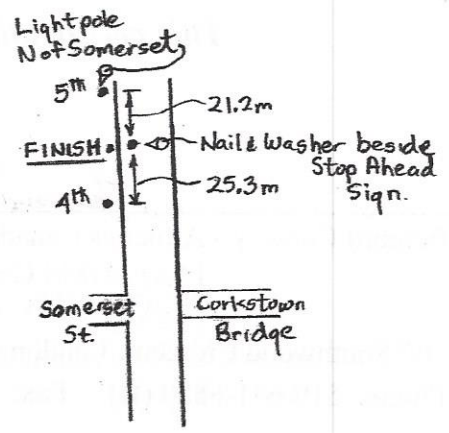 Lightpole
N of Somerset
5th
21.2m
FINISH
Nail & Washer beside
Stop Ahead
Sign.
25.3m
4th
Somerset
St.
Corkstown
Bridge